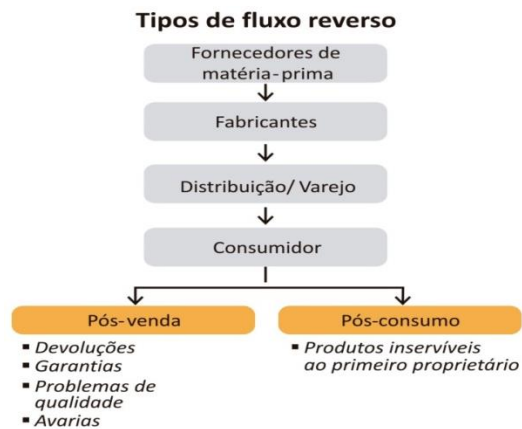 Tipos de fluxo reverso
Fornecedores de
matéria-prima
Fabricantes
Distribuição/ Varejo
Consumidor
Pós-venda
▪ Devoluções
▪ Garantias
▪ Problemas de
qualidade
▪ Avarias
Pós-consumo
▪ Produtos inservíveis
ao primeiro proprietário